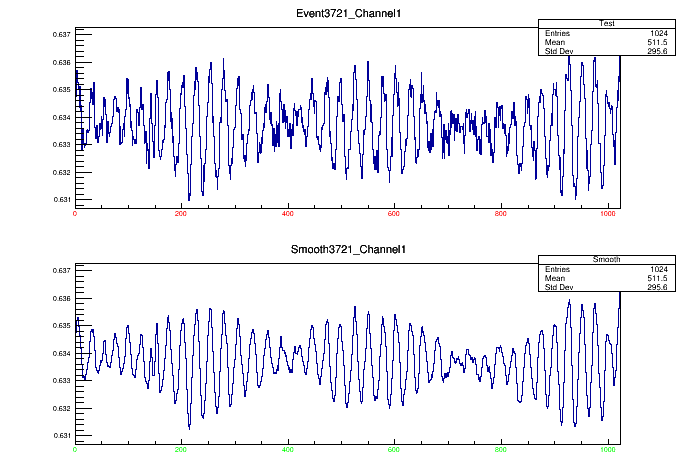 Event3721_Channel1
Test
Entries 1024
Mean 511.5
Std Dev 295.6
0.637
0.636
0.635
0.634
0.633
0.632
0.631
0 200 400 600 800 1000
Smooth3721_Channel1
Smooth
Entries 1024
Mean 511.5
Std Dev 295.6
0.637
0.636
0.635
0.634
0.633
0.632
0.631
0 200 400 600 800 1000